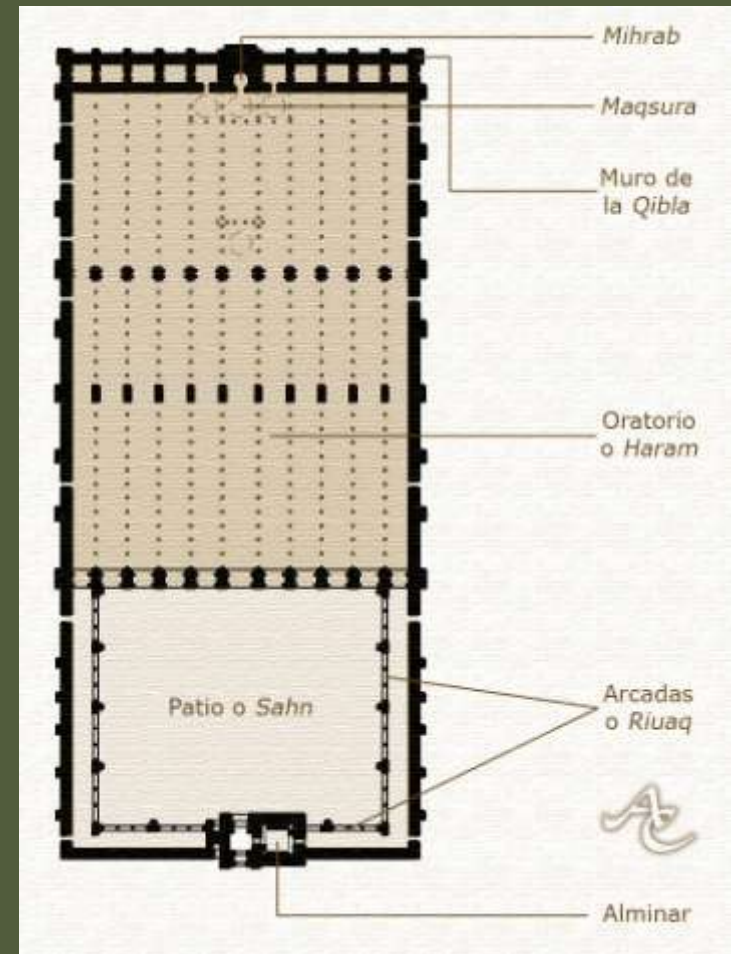 Mihrab
Maqsura
Muro de
la Qibla
Oratorio
o Haram
Patio o Sahn
Arcadas
o Riuaq
Alminar